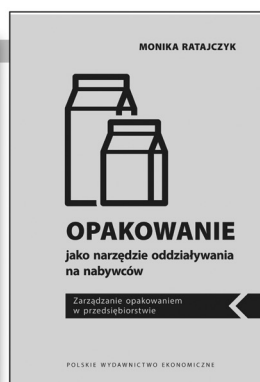 MONIKA RATAJCZYK
OPAKOWANIE
jako narzędzie oddziaływania
na nabywców
Zarządzanie opakowaniem
w przedsiębiorstwie
POLSKIE WYDAWNICTWO EKONOMICZNE